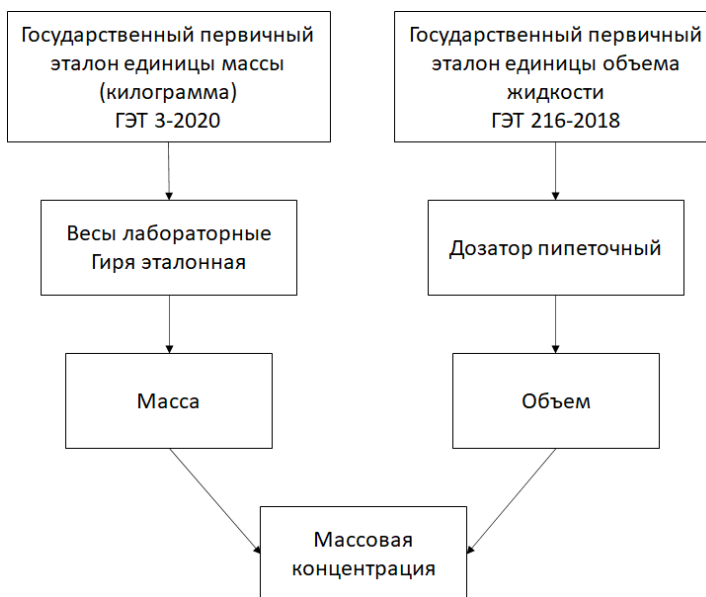 Государственный первичный
эталон единицы массы
(килограмма)
ГЭТ 3-2020
Государственный первичный
эталон единицы объема
жидкости
ГЭТ 216-2018
Весы лабораторные
Гиря эталонная
Дозатор пипеточный
Масса
Объем
Массовая
концентрация